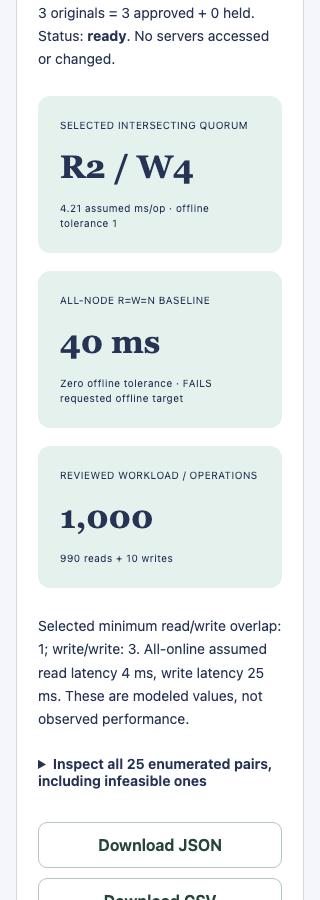 3 originals = 3 approved + 0 held.
Status: ready. No servers accessed
or changed.
SELECTED INTERSECTING QUORUM
R2 / W4
4.21 assumed ms/op · offline
tolerance 1
ALL-NODE R=W=N BASELINE
40 ms
Zero offline tolerance · FAILS
requested offline target
REVIEWED WORKLOAD / OPERATIONS
1,000
990 reads + 10 writes
Selected minimum read/write overlap:
1; write/write: 3. All-online assumed
read latency 4 ms, write latency 25
ms. These are modeled values, not
observed performance.
▶ Inspect all 25 enumerated pairs,
including infeasible ones
Download JSON
Download CSV